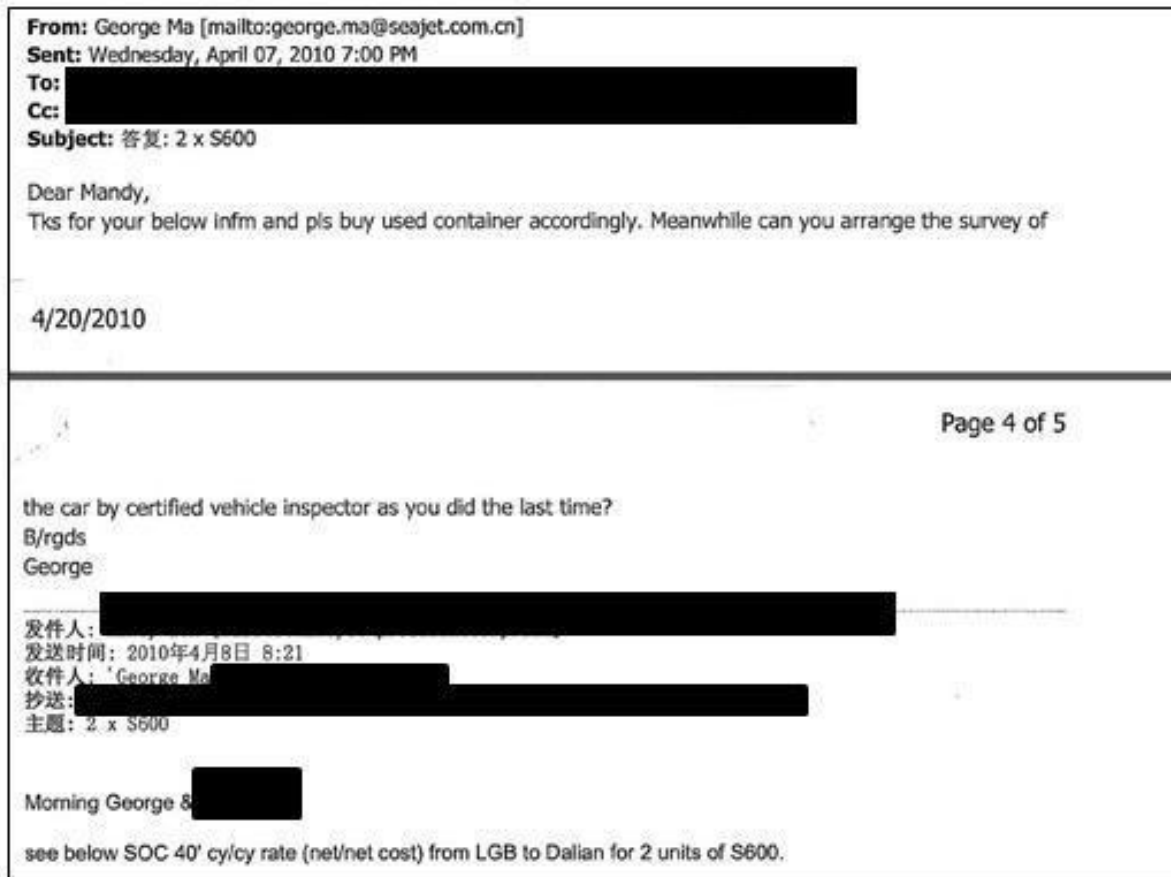 From: George Ma [mailto:george.ma@seajet.com.cn]
Sent: Wednesday, April 07, 2010 7:00 PM
To:
Cc:
Subject: 答复: 2 x S600
Dear Mandy,
Tks for your below infm and pls buy used container accordingly. Meanwhile can you arrange the survey of
4/20/2010
Page 4 of 5
the car by certified vehicle inspector as you did the last time?
B/rgds
George
发件人:
发送时间: 2010年4月8日 8:21
收件人: 'George Ma
抄送:
主题: 2 x S600
Morning George &
see below SOC 40' cy/cy rate (net/net cost) from LGB to Dalian for 2 units of S600.